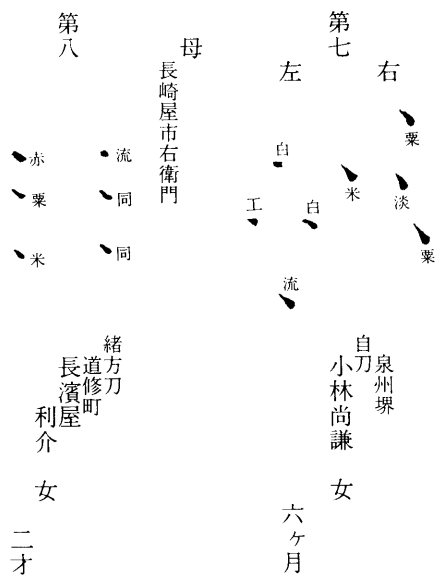 第七
右
粟
淡
粟
左
米
白
白
工
流
泉州堺
自刀
小林尚謙 女
六ヶ月
母
長崎屋市右衛門
第八
流
同
同
赤
粟
米
緒方刀
道修町
長濱屋
利介 女
二才